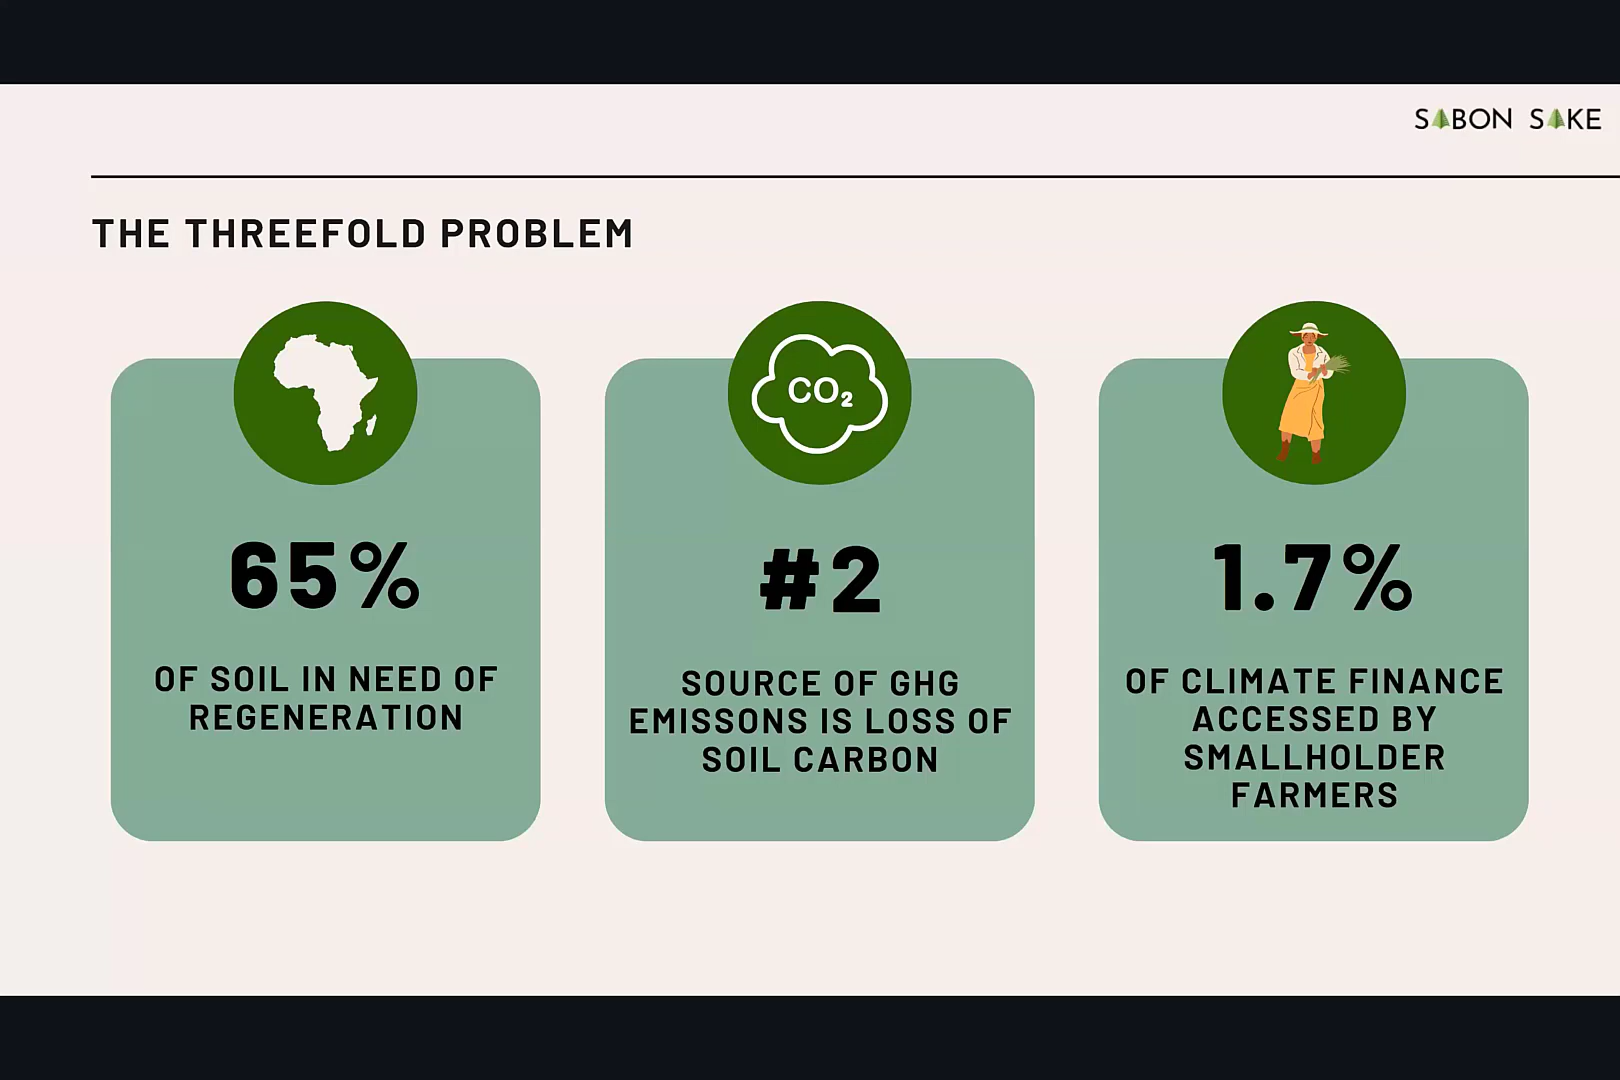 SABON SAKE
THE THREEFOLD PROBLEM
CO₂
65%
OF SOIL IN NEED OF
REGENERATION
#2
SOURCE OF GHG
EMISSONS IS LOSS OF
SOIL CARBON
1.7%
OF CLIMATE FINANCE
ACCESSED BY
SMALLHOLDER
FARMERS